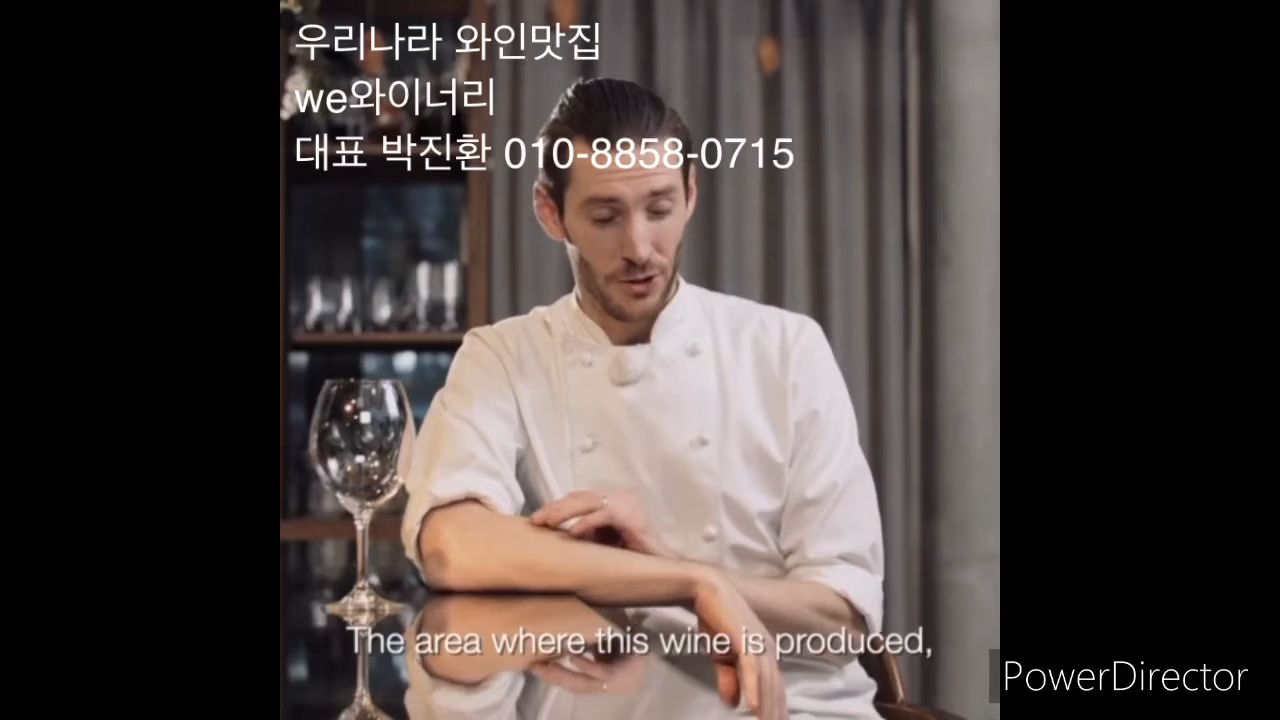 우리나라 와인맛집
we와이너리
대표 박진환 010-8858-0715
The area where this wine is produced,
PowerDirector